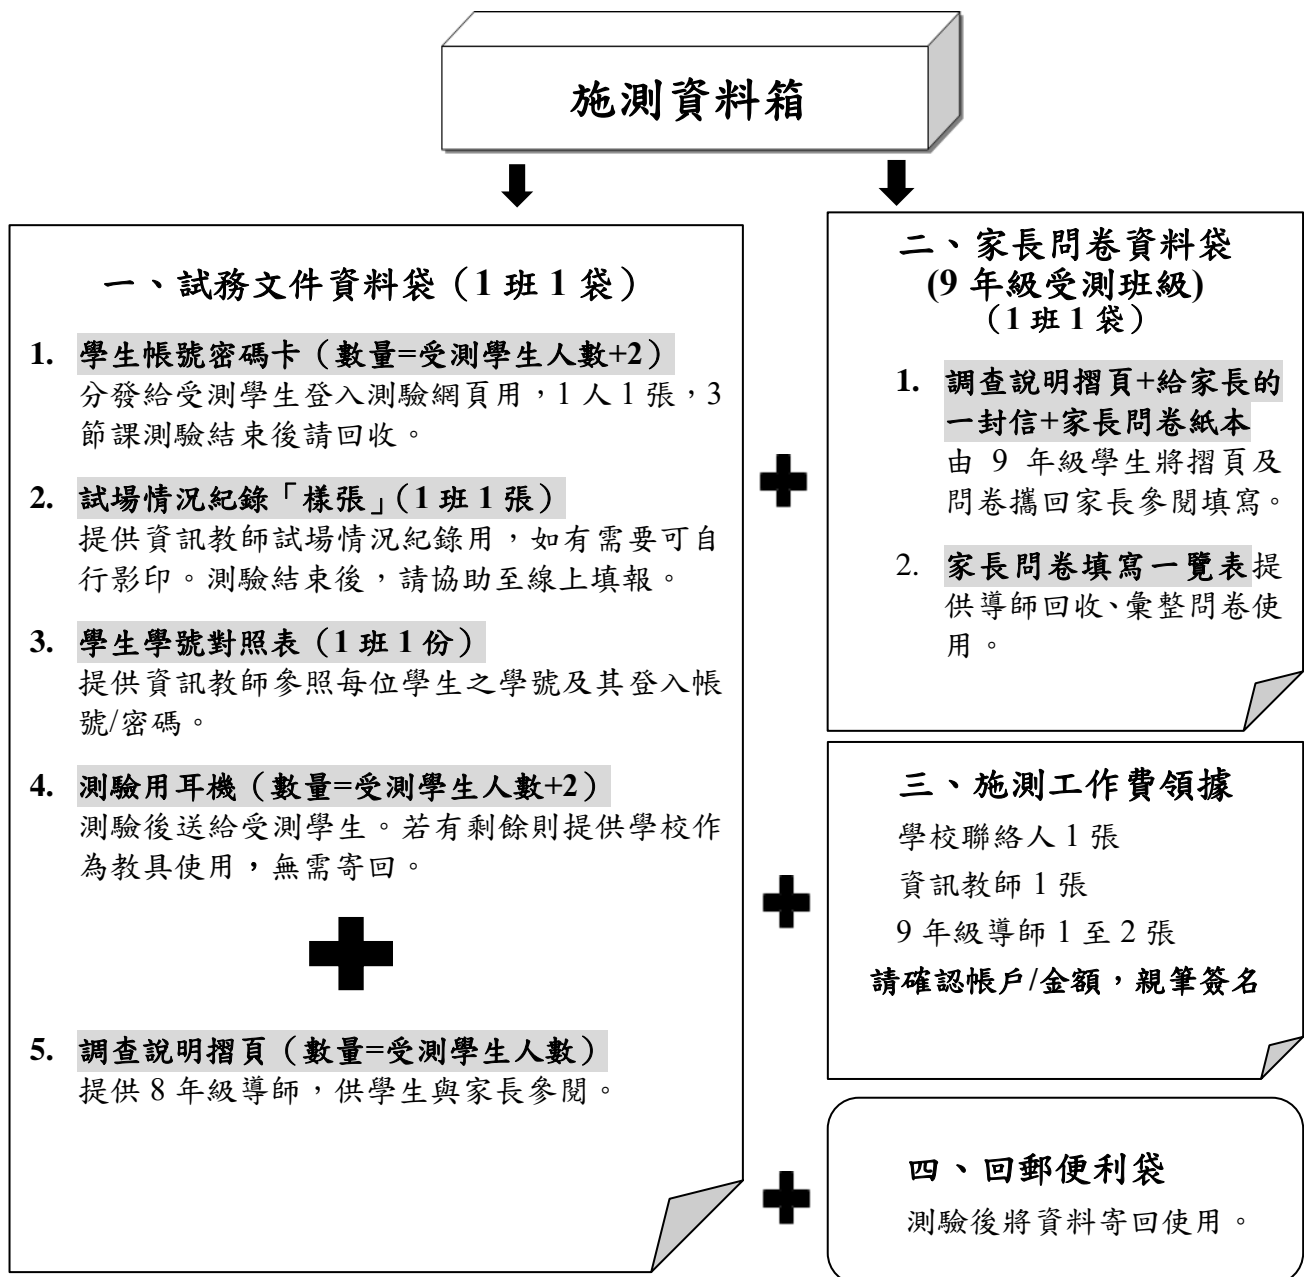 施測資料箱
一、試務文件資料袋（1 班 1 袋）
1. 學生帳號密碼卡（數量=受測學生人數+2）
分發給受測學生登入測驗網頁用，1 人 1 張，3
節課測驗結束後請回收。
2. 試場情況紀錄「樣張」（1 班 1 張）
提供資訊教師試場情況紀錄用，如有需要可自
行影印。測驗結束後，請協助至線上填報。
3. 學生學號對照表（1 班 1 份）
提供資訊教師參照每位學生之學號及其登入帳
號/密碼。
4. 測驗用耳機（數量=受測學生人數+2）
測驗後送給受測學生。若有剩餘則提供學校作
為教具使用，無需寄回。
5. 調查說明摺頁（數量=受測學生人數）
提供 8 年級導師，供學生與家長參閱。
二、家長問卷資料袋
(9 年級受測班級)
（1 班 1 袋）
1. 調查說明摺頁+給家長的
一封信+家長問卷紙本
由 9 年級學生將摺頁及
問卷攜回家長參閱填寫。
2. 家長問卷填寫一覽表提
供導師回收、彙整問卷使
用。
三、施測工作費領據
學校聯絡人 1 張
資訊教師 1 張
9 年級導師 1 至 2 張
請確認帳戶/金額，親筆簽名
四、回郵便利袋
測驗後將資料寄回使用。